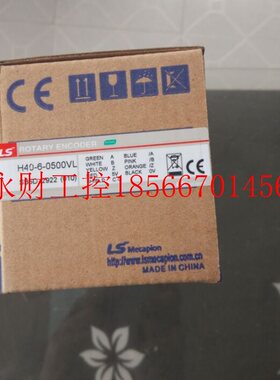 LS ROTARY ENCODER
H40-6-0500VL
GREEN A BLUE /A
WHITE B PINK /B
YELLOW Z ORANGE /Z
5V BLACK 0V
永财工控18566701456
LS Mecapion
http://www.lsmecapion.com.cn
MADE IN CHINA